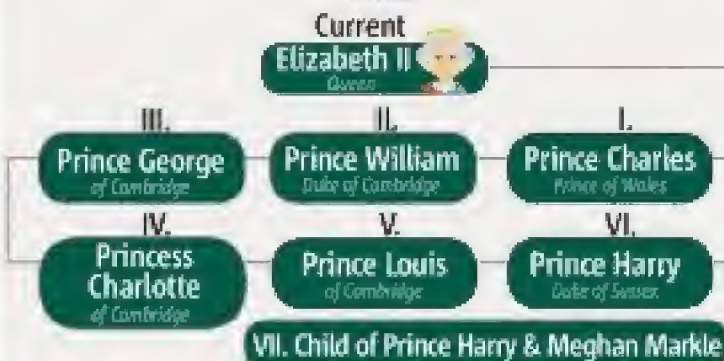 Current
Elizabeth II
Queen
III.
II.
I.
Prince George
of Cambridge
Prince William
Duke of Cambridge
Prince Charles
Prince of Wales
IV.
V.
VI.
Princess
Charlotte
of Cambridge
Prince Louis
of Cambridge
Prince Harry
Duke of Sussex
VII. Child of Prince Harry & Meghan Markle